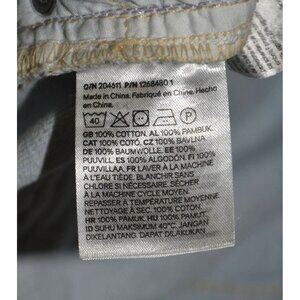 O/N 204611 P/N 1268480 1
Made in China. Fabriqué en Chine. Hecho
en China.
40
GB 100% COTTON. AL 100% PAMBUK.
CAT 100% COTÓ. CZ 100% BAVLNA
DE 100% BAUMWOLLE. EE 100%
PUUVILL. ES 100% ALGODÓN. FI 100%
PUUVILLAA. FR LAVER À LA MACHINE
À L'EAU TIÈDE. BLANCHIR SANS
CHLORE SI NÉCESSAIRE. SÉCHER
À LA MACHINE CYCLE MOYEN.
REPASSER À TEMPÉRATURE MOYENNE.
NETTOYAGE À SEC. 100% COTON.
HR 100% PAMUK. HU 100% PAMUT.
ID SUHU MAKSIMUM 40°C, JANGAN
DIKELANTANG. DAPAT DIKALAKUKAN